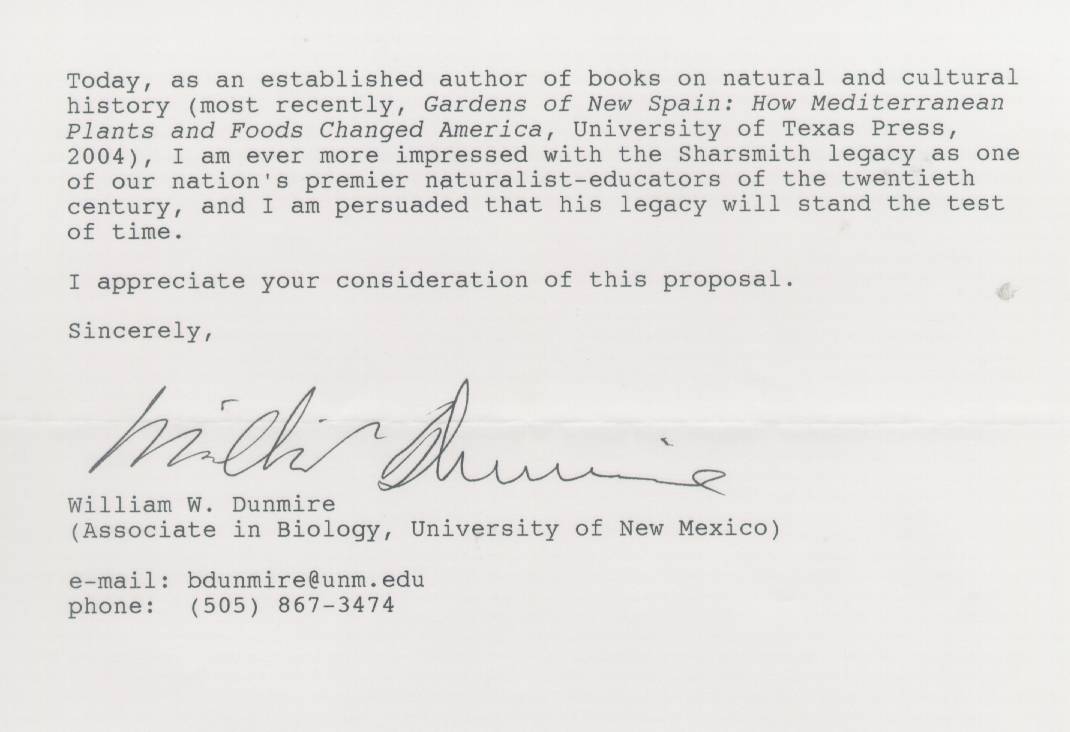 Today, as an established author of books on natural and cultural
history (most recently, Gardens of New Spain: How Mediterranean
Plants and Foods Changed America, University of Texas Press,
2004), I am ever more impressed with the Sharsmith legacy as one
of our nation's premier naturalist-educators of the twentieth
century, and I am persuaded that his legacy will stand the test
of time.
I appreciate your consideration of this proposal.
Sincerely,
William Dunmire
William W. Dunmire
(Associate in Biology, University of New Mexico)
e-mail: bdunmire@unm.edu
phone: (505) 867-3474